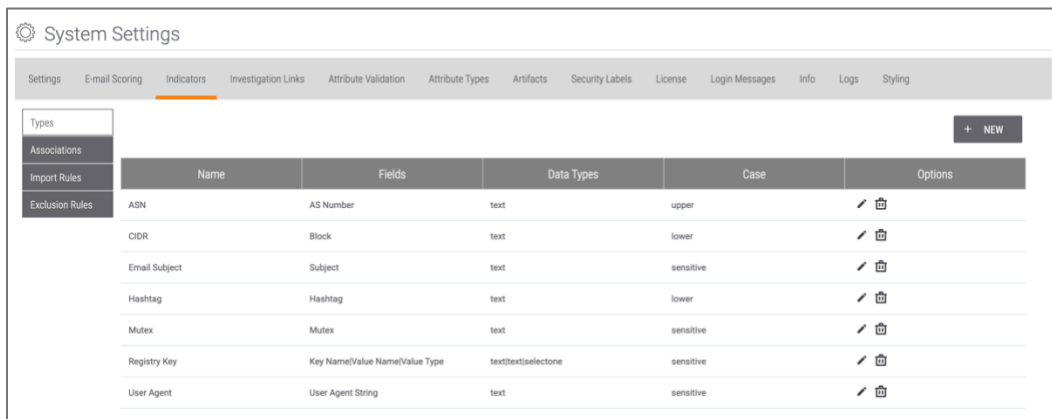 System Settings
Settings E-mail Scoring Indicators Investigation Links Attribute Validation Attribute Types Artifacts Security Labels License Login Messages Info Logs Styling
Types
Associations
Import Rules
Exclusion Rules
+ NEW
Name Fields Data Types Case Options
ASN AS Number text upper
CIDR Block text lower
Email Subject Subject text sensitive
Hashtag Hashtag text lower
Mutex Mutex text sensitive
Registry Key Key Name|Value Name|Value Type text|text|selectone sensitive
User Agent User Agent String text sensitive